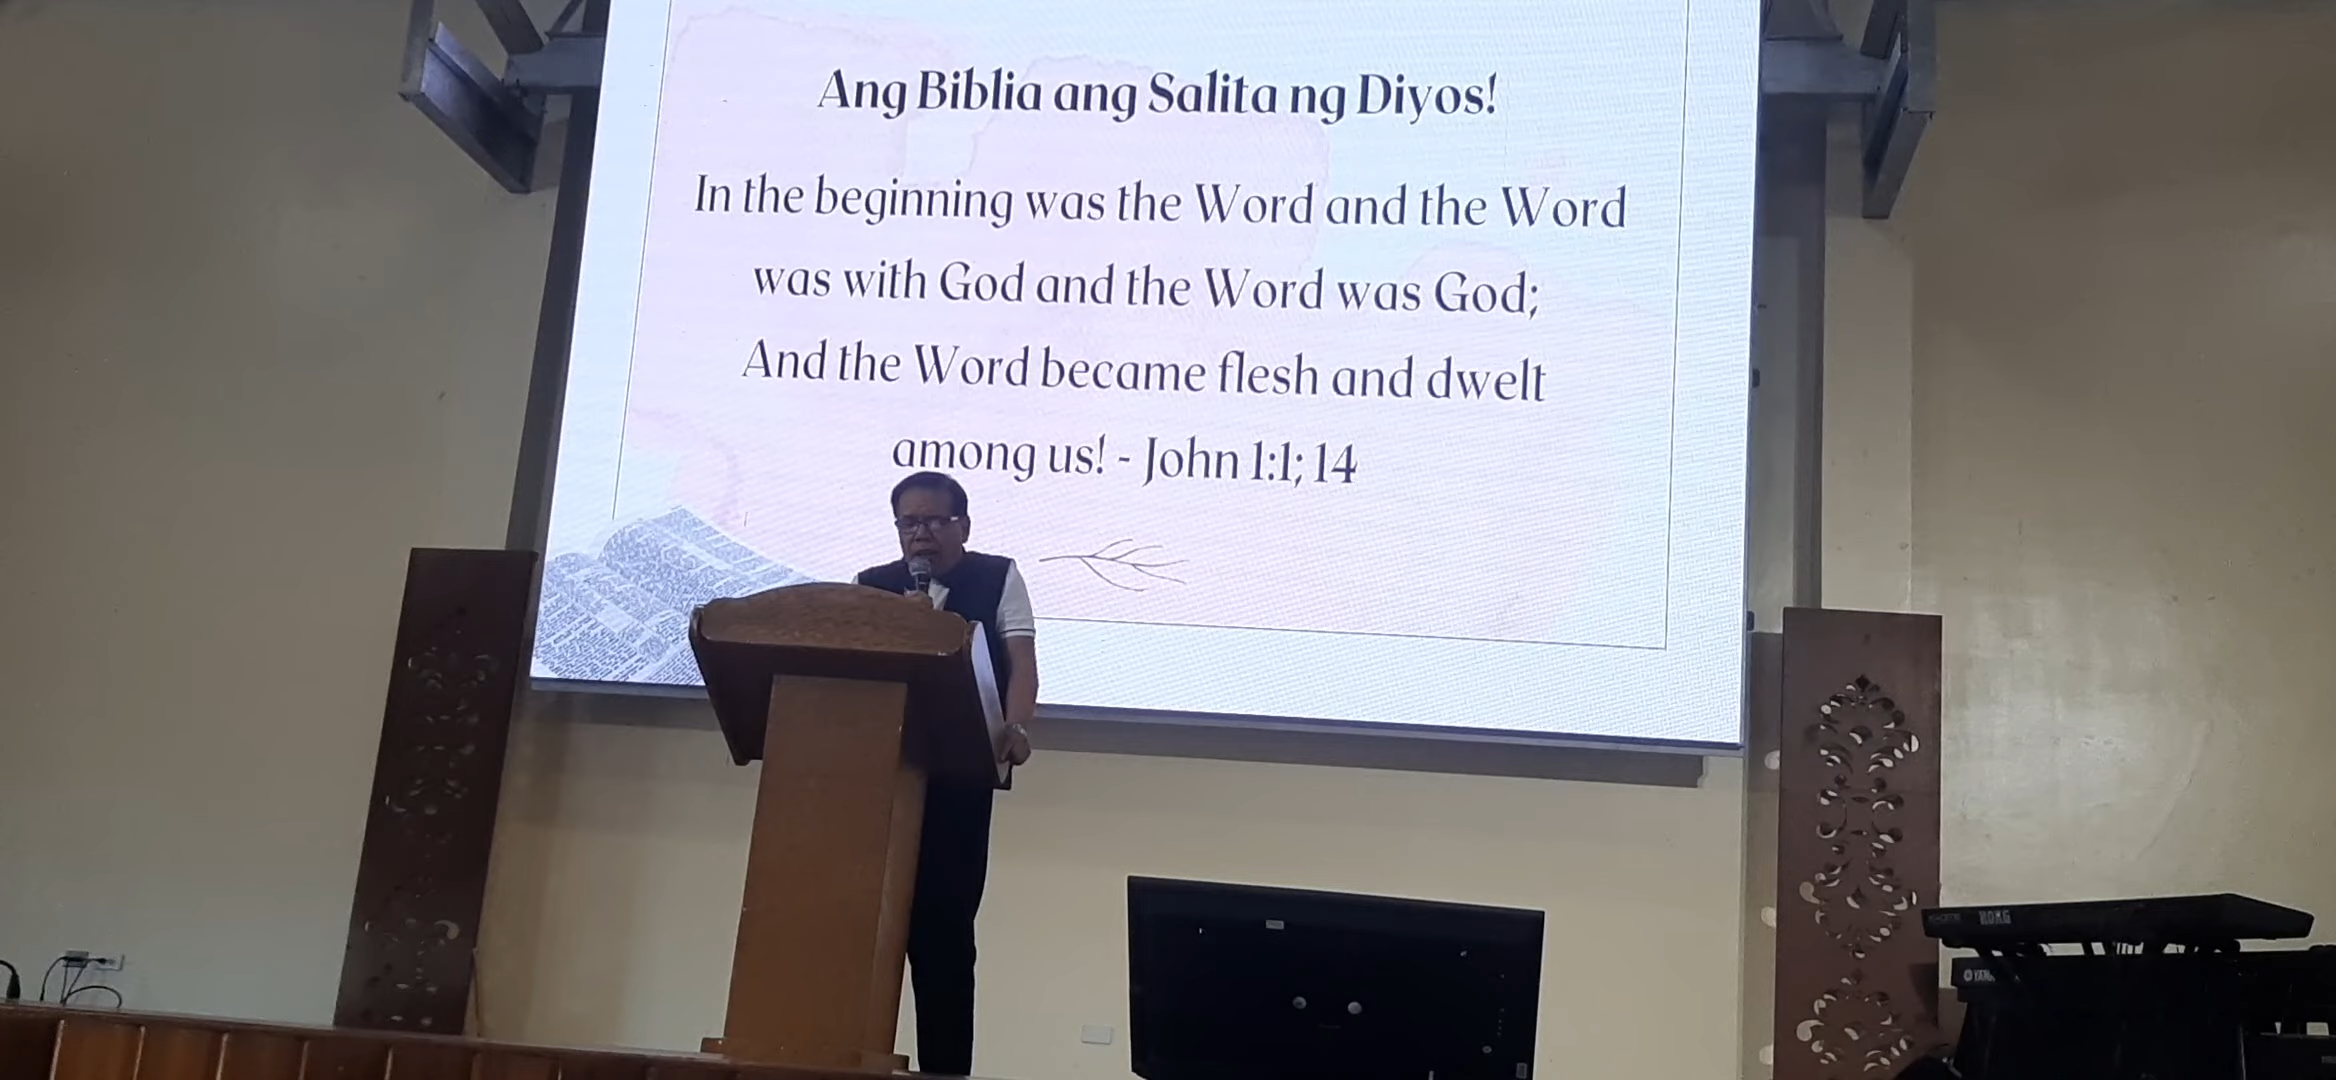 Ang Biblia ang Salita ng Diyos!
In the beginning was the Word and the Word
was with God and the Word was God;
And the Word became flesh and dwelt
among us! - John 1:1; 14
KORG